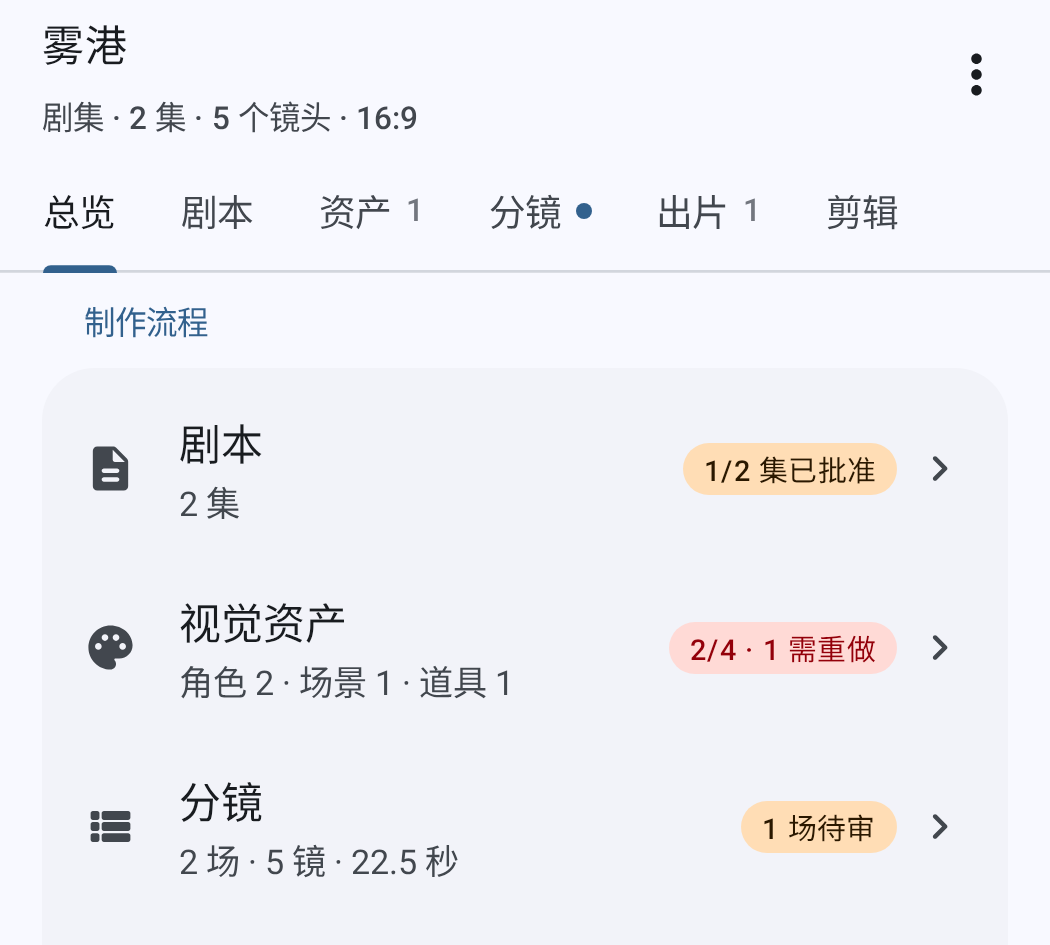 雾港
剧集 · 2 集 · 5 个镜头 · 16:9
总览 剧本 资产 1 分镜 出片 1 剪辑
制作流程
剧本
2 集
1/2 集已批准
视觉资产
角色 2 · 场景 1 · 道具 1
2/4 · 1 需重做
分镜
2 场 · 5 镜 · 22.5 秒
1 场待审